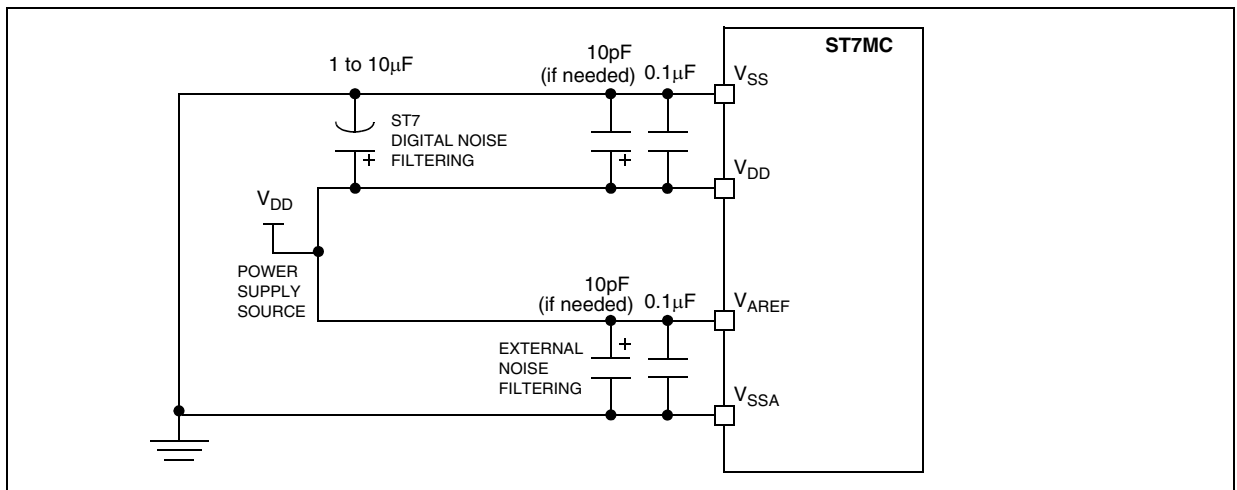 ST7MC
10pF
(if needed)
0.1μF
1 to 10μF
VSS
ST7
DIGITAL NOISE
FILTERING
+
+
VDD
VDD
POWER
SUPPLY
SOURCE
10pF
(if needed)
0.1μF
VAREF
+
EXTERNAL
NOISE
FILTERING
VSSA